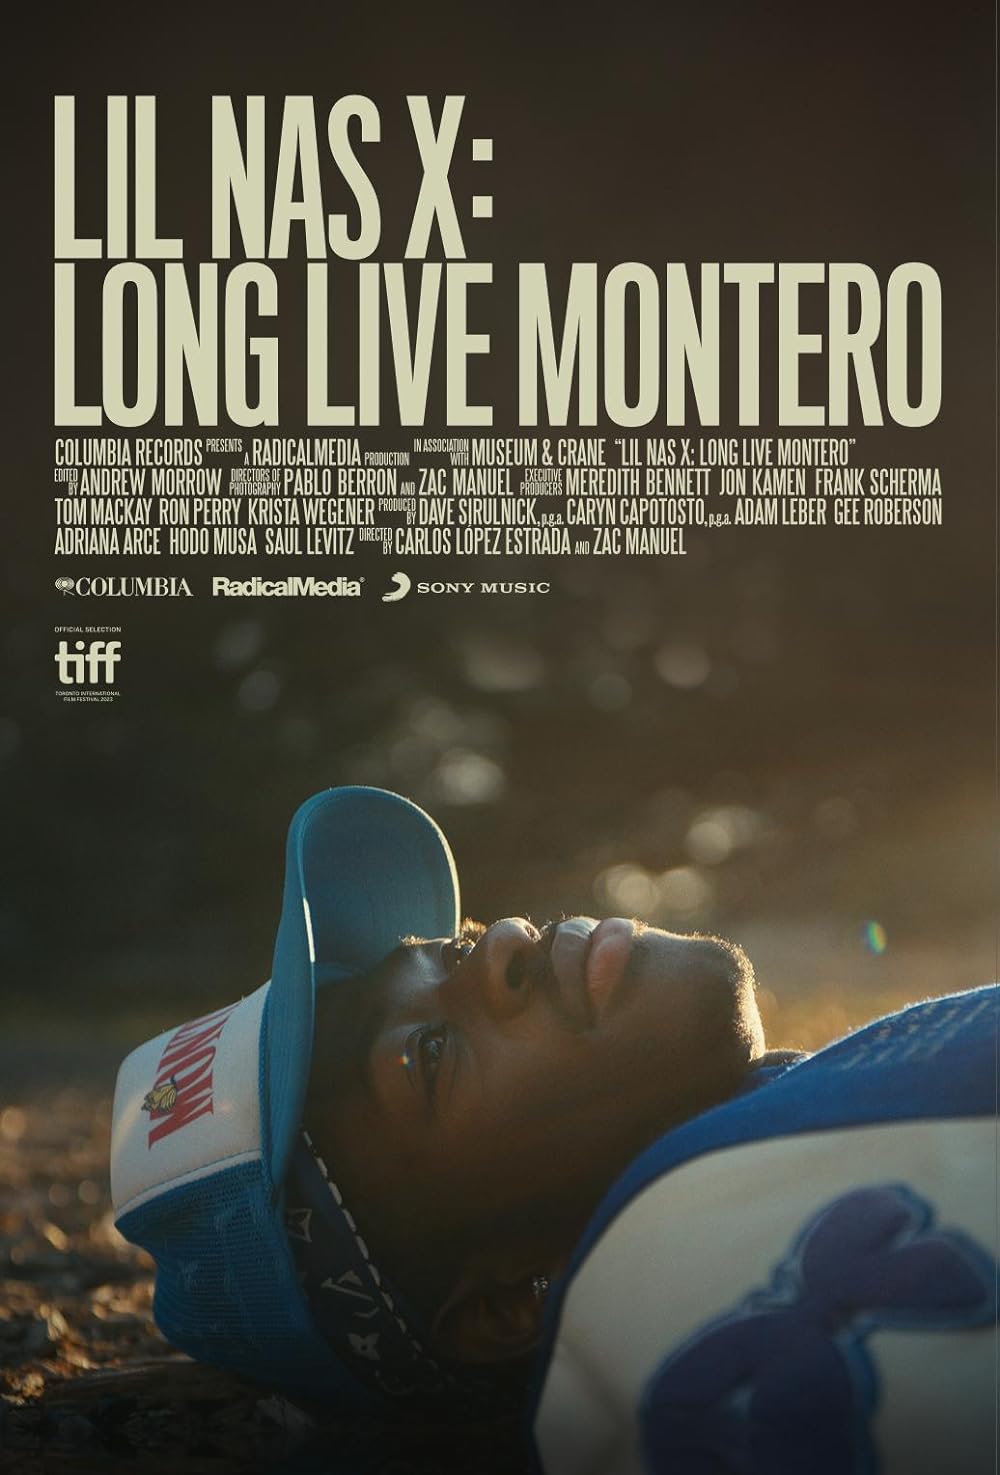 LIL NAS X:
LONG LIVE MONTERO
COLUMBIA RECORDS PRESENTS A RADICALMEDIA PRODUCTION IN ASSOCIATION WITH MUSEUM & CRANE “LIL NAS X: LONG LIVE MONTERO”
EDITED BY ANDREW MORROW DIRECTORS OF PHOTOGRAPHY PABLO BERRON AND ZAC MANUEL EXECUTIVE PRODUCERS MEREDITH BENNETT JON KAMEN FRANK SCHERMA
TOM MACKAY RON PERRY KRISTA WEGENER PRODUCED BY DAVE SIRULNICK, p.g.a. CARYN CAPOTOSTO, p.g.a. ADAM LEBER GEE ROBERSON
ADRIANA ARCE HODO MUSA SAUL LEVITZ DIRECTED BY CARLOS LÓPEZ ESTRADA AND ZAC MANUEL
COLUMBIA RadicalMedia® SONY MUSIC
OFFICIAL SELECTION
tiff
TORONTO INTERNATIONAL
FILM FESTIVAL 2023
LV